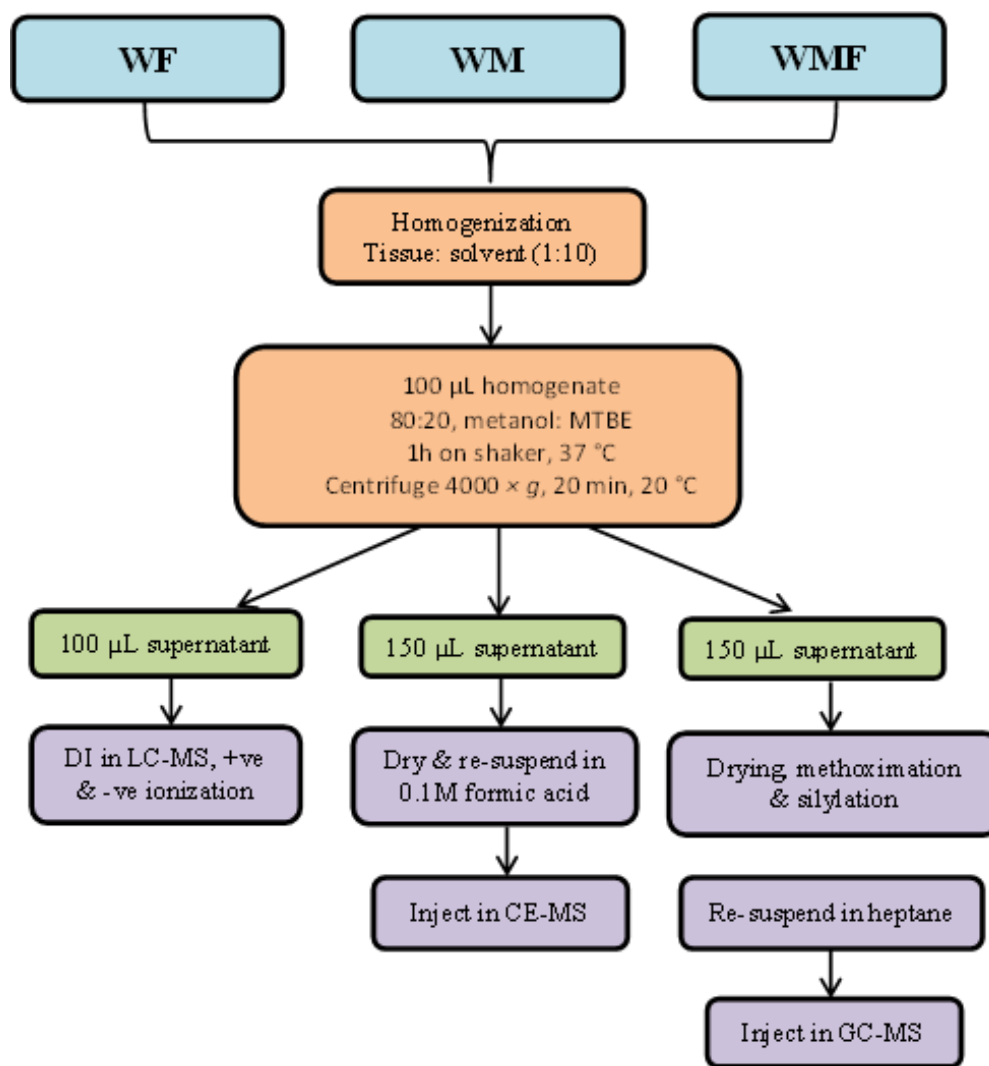 WF
WM
WMF
Homogenization
Tissue: solvent (1:10)
100 µL homogenate
80:20, metanol: MTBE
1h on shaker, 37 °C
Centrifuge 4000 × g, 20 min, 20 °C
100 µL supernatant
150 µL supernatant
150 µL supernatant
DI in LC-MS, +ve
& -ve ionization
Dry & re-suspend in
0.1M formic acid
Drying, methoximation
& silylation
Inject in CE-MS
Re-suspend in heptane
Inject in GC-MS